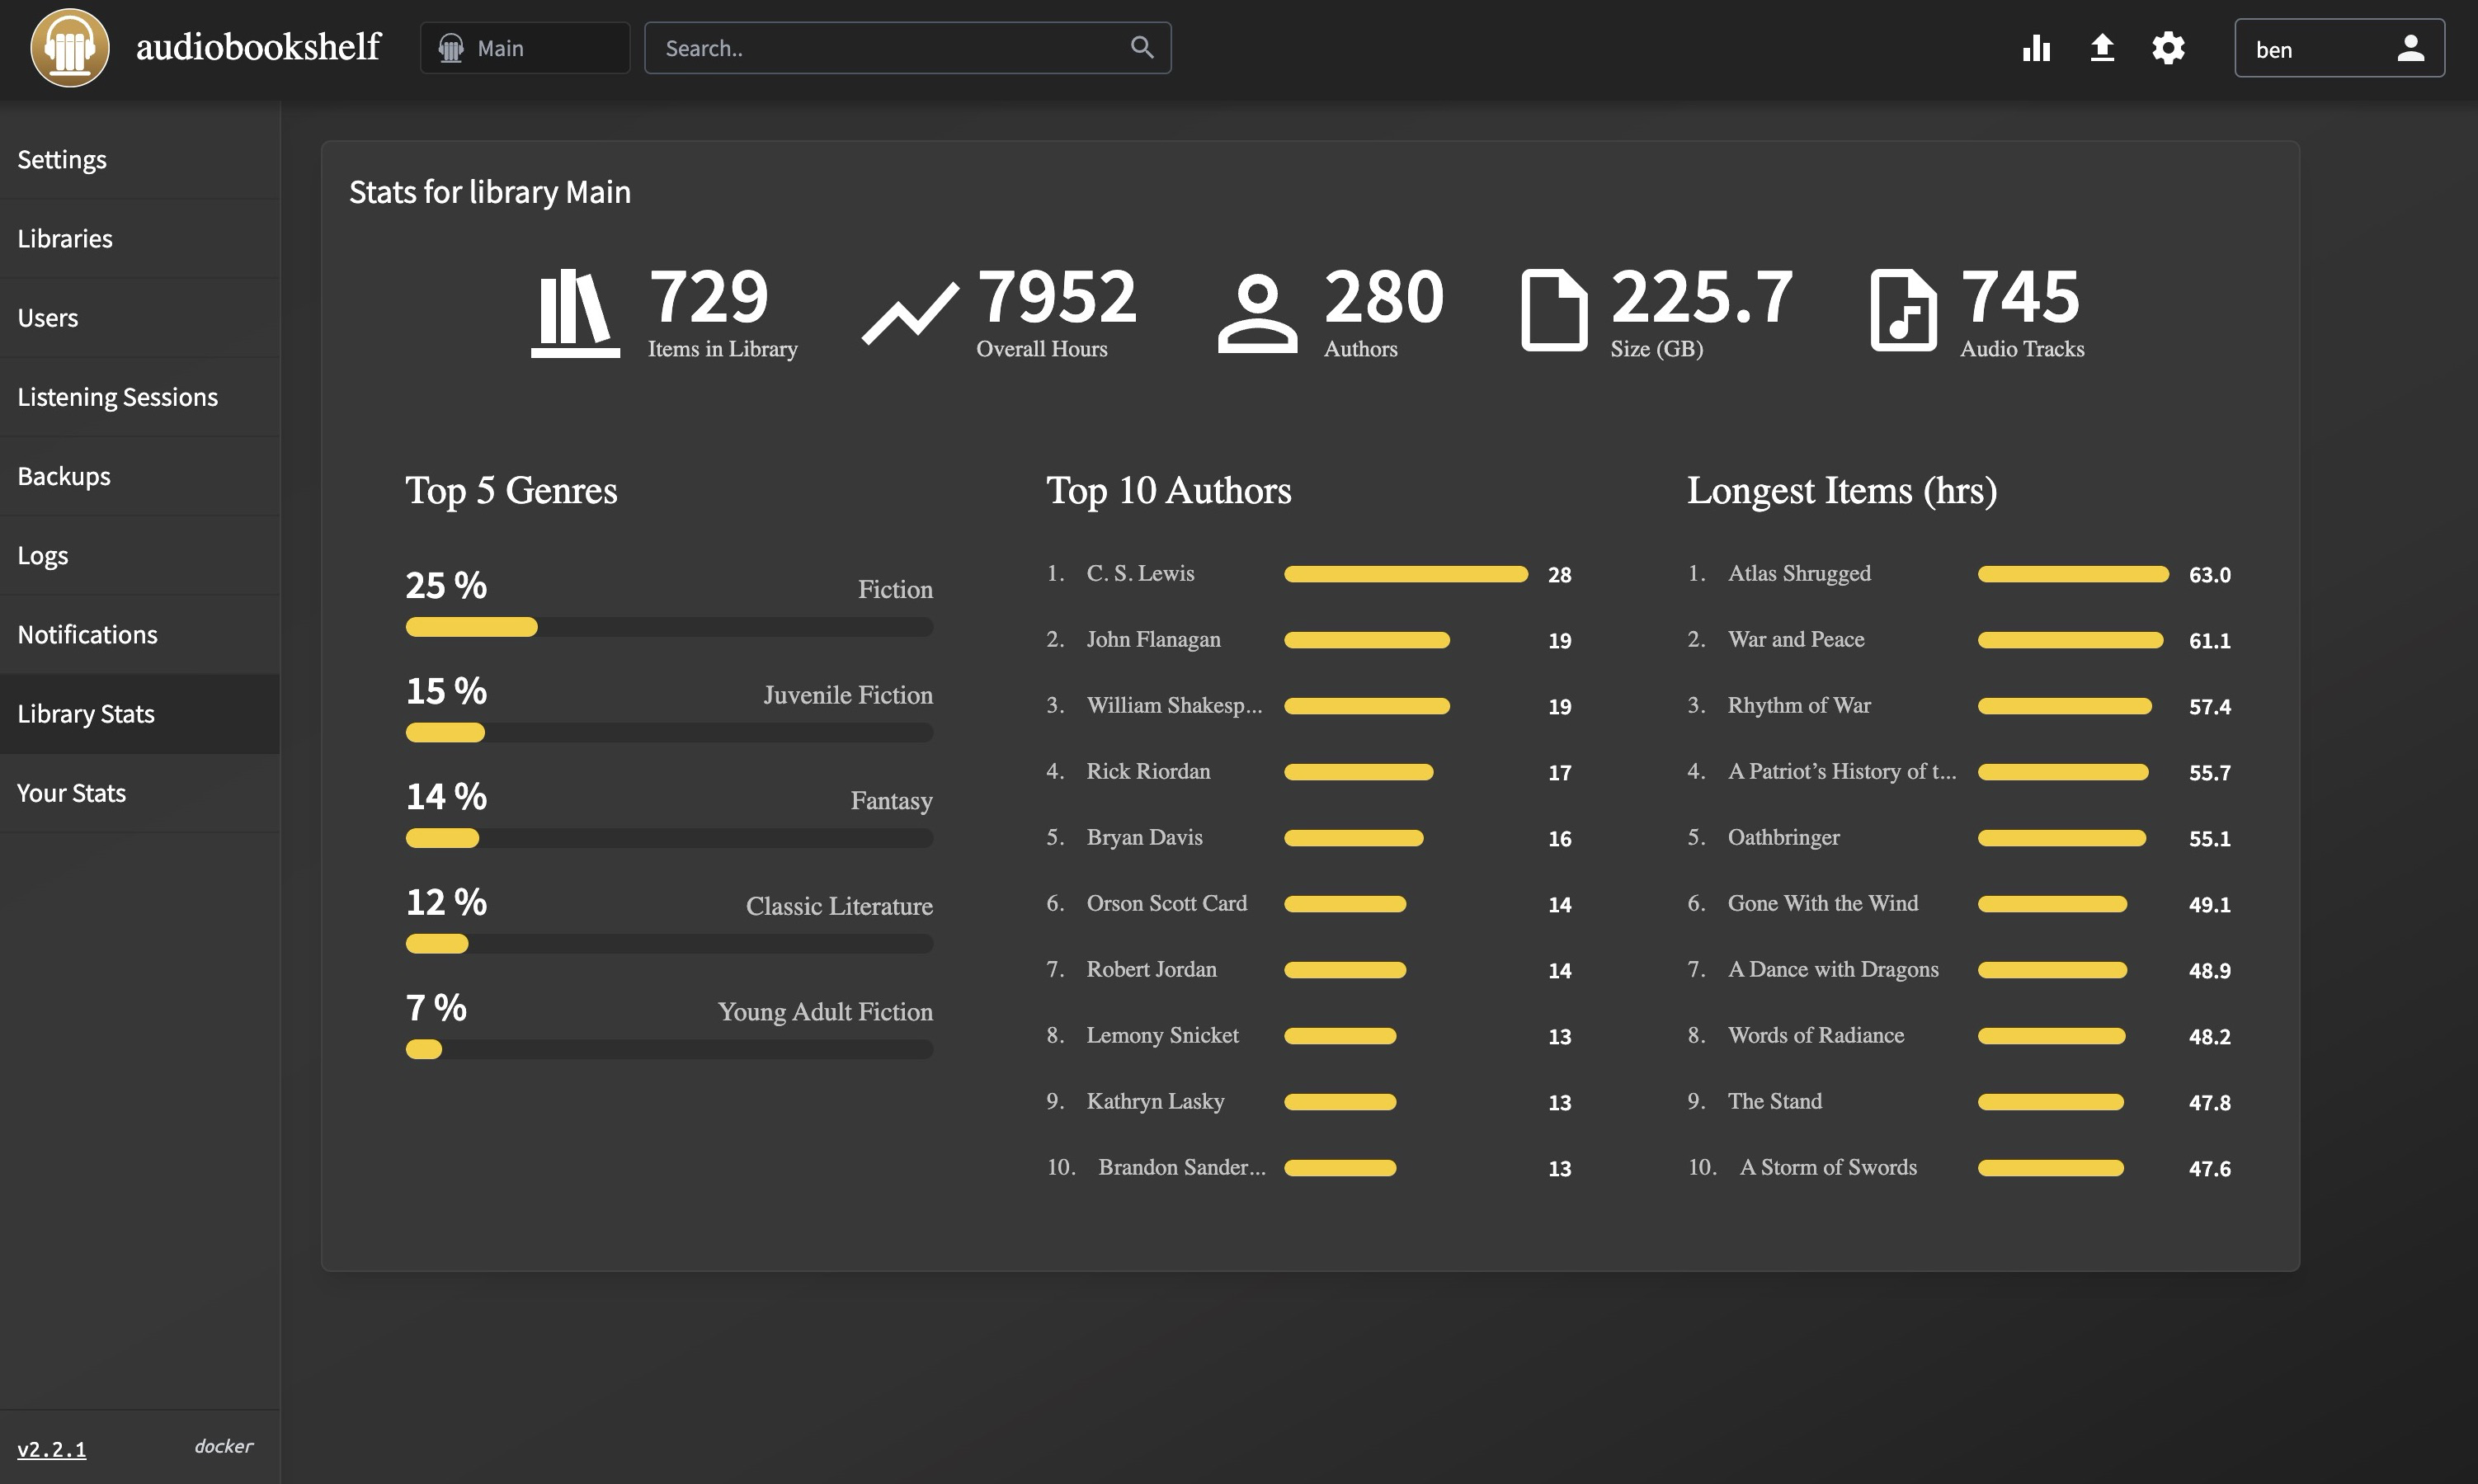 audiobookshelf
Main
Search..
ben
Settings
Libraries
Users
Listening Sessions
Backups
Logs
Notifications
Library Stats
Your Stats
v2.2.1 docker
Stats for library Main
729
Items in Library
7952
Overall Hours
280
Authors
225.7
Size (GB)
745
Audio Tracks
Top 5 Genres
25 % Fiction
15 % Juvenile Fiction
14 % Fantasy
12 % Classic Literature
7 % Young Adult Fiction
Top 10 Authors
1. C. S. Lewis 28
2. John Flanagan 19
3. William Shakesp... 19
4. Rick Riordan 17
5. Bryan Davis 16
6. Orson Scott Card 14
7. Robert Jordan 14
8. Lemony Snicket 13
9. Kathryn Lasky 13
10. Brandon Sander... 13
Longest Items (hrs)
1. Atlas Shrugged 63.0
2. War and Peace 61.1
3. Rhythm of War 57.4
4. A Patriot’s History of t... 55.7
5. Oathbringer 55.1
6. Gone With the Wind 49.1
7. A Dance with Dragons 48.9
8. Words of Radiance 48.2
9. The Stand 47.8
10. A Storm of Swords 47.6